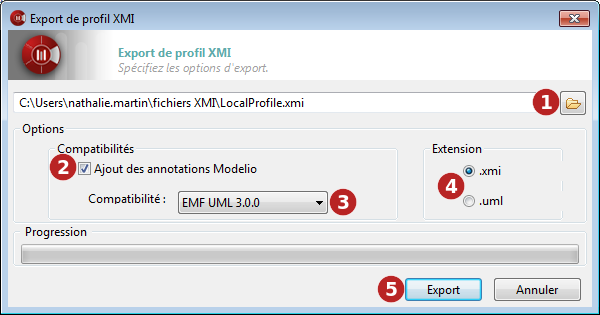 Export de profil XMI
Export de profil XMI
Spécifiez les options d'export.
C:\Users\nathalie.martin\fichiers XMI\LocalProfile.xmi
1
Options
Compatibilités
Extension
2
Ajout des annotations Modelio
.xmi
4
Compatibilité :
EMF UML 3.0.0
3
.uml
Progression
5
Export
Annuler